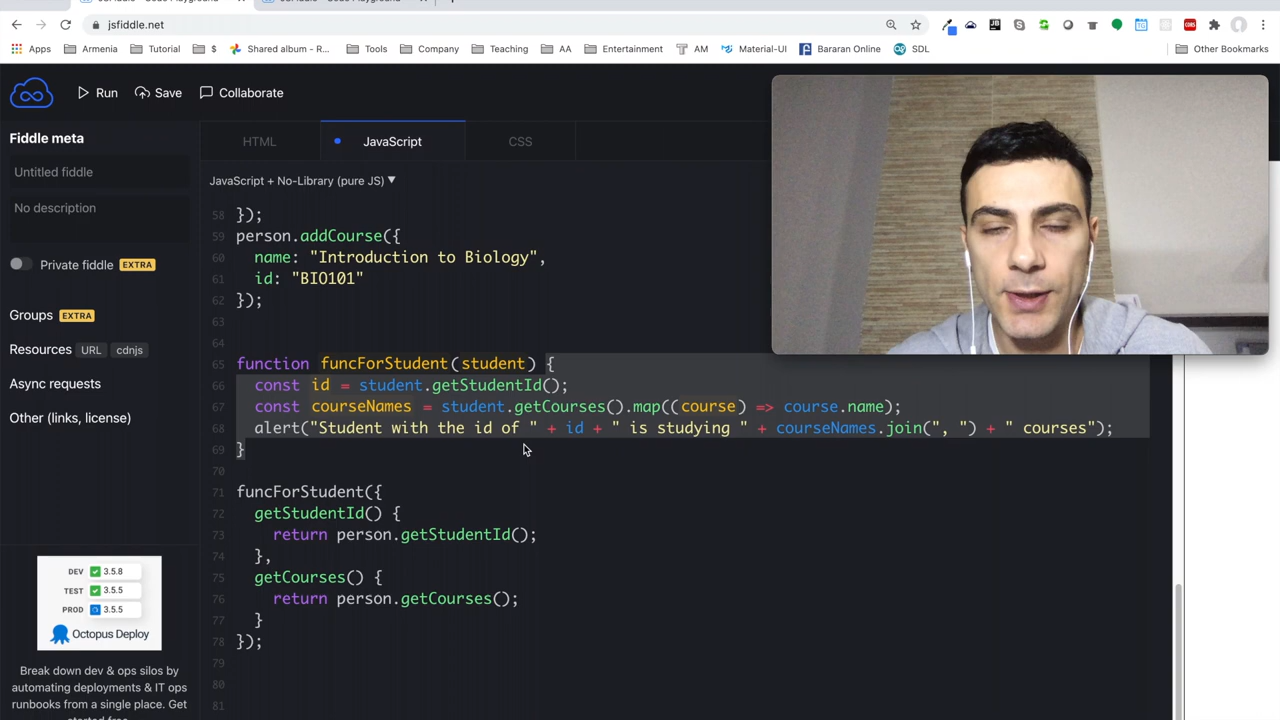 jsfiddle.net
Apps Armenia Tutorial $ Shared album - R... Tools Company Teaching AA Entertainment AM Material-UI Bararan Online SDL Other Bookmarks
Run Save Collaborate
Fiddle meta
Untitled fiddle
No description
Private fiddle EXTRA
Groups EXTRA
Resources URL cdnjs
Async requests
Other (links, license)
DEV 3.5.8
TEST 3.5.5
PROD 3.5.5
Octopus Deploy
Break down dev & ops silos by
automating deployments & IT ops
runbooks from a single place. Get
HTML JavaScript CSS
JavaScript + No-Library (pure JS)
58 });
59 person.addCourse({
60 name: "Introduction to Biology",
61 id: "BIO101"
62 });
63
64
65 function funcForStudent(student) {
66 const id = student.getStudentId();
67 const courseNames = student.getCourses().map((course) => course.name);
68 alert("Student with the id of " + id + " is studying " + courseNames.join(", ") + " courses");
69 }
70
71 funcForStudent({
72 getStudentId() {
73 return person.getStudentId();
74 },
75 getCourses() {
76 return person.getCourses();
77 }
78 });
79
80
81